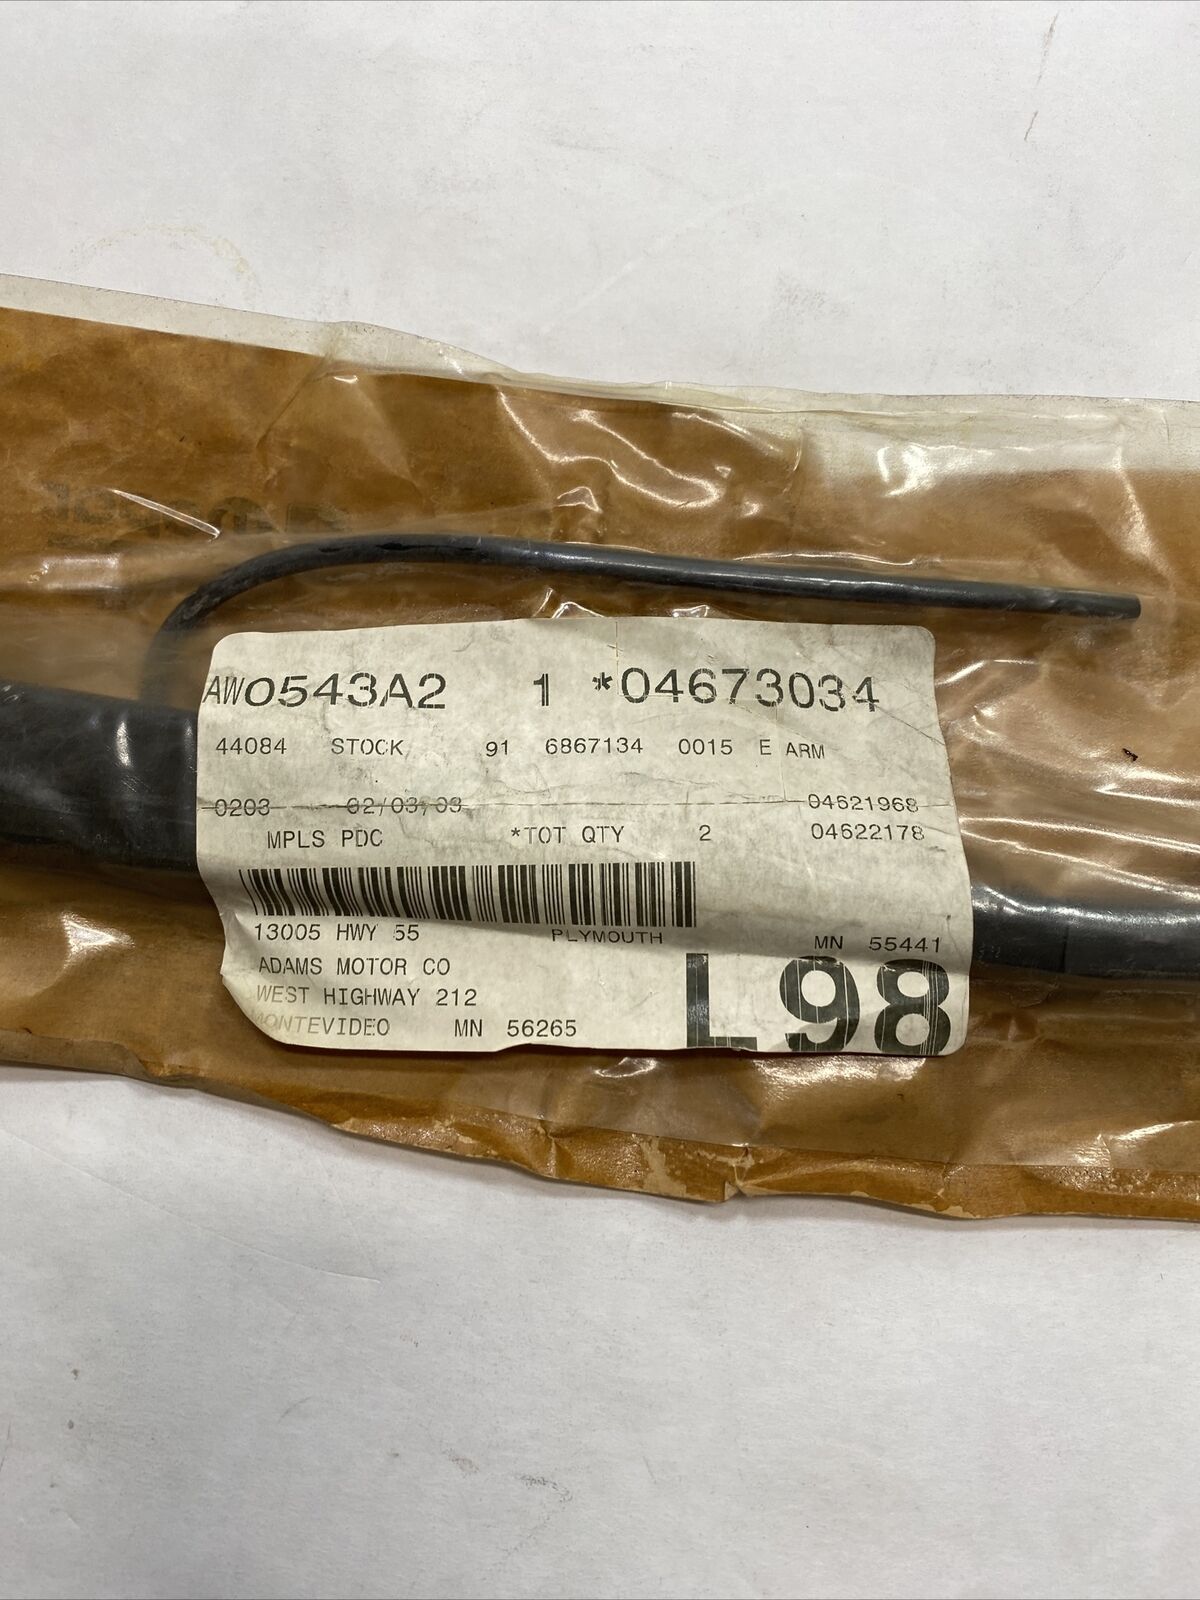 AW0543A2 1 *04673034
44084 STOCK 91 6867134 0015 E ARM
0203 02/03/03 04621968
MPLS PDC *TOT QTY 2 04622178
13005 HWY 55 PLYMOUTH MN 55441
ADAMS MOTOR CO
WEST HIGHWAY 212
MONTEVIDEO MN 56265
L98